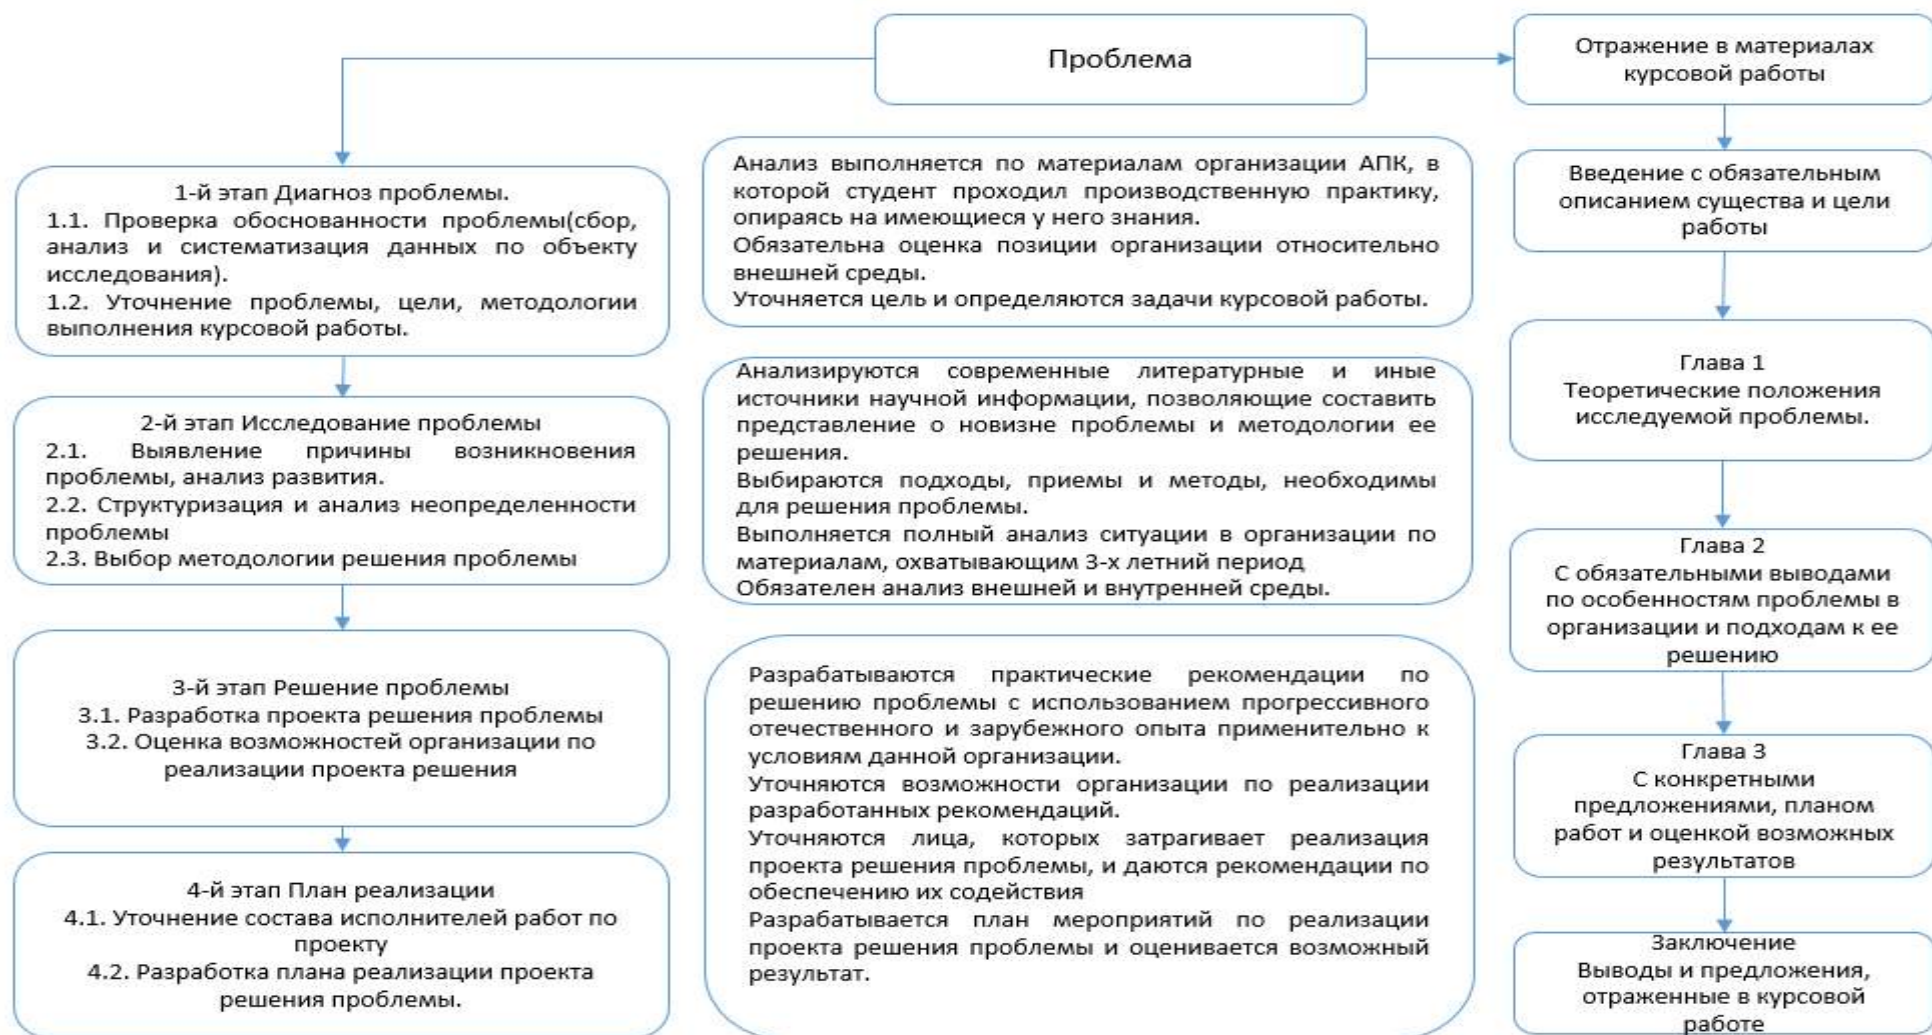 Проблема
Отражение в материалах
курсовой работы
1-й этап Диагноз проблемы.
1.1. Проверка обоснованности проблемы(сбор,
анализ и систематизация данных по объекту
исследования).
1.2. Уточнение проблемы, цели, методологии
выполнения курсовой работы.
Анализ выполняется по материалам организации АПК, в
которой студент проходил производственную практику,
опираясь на имеющиеся у него знания.
Обязательна оценка позиции организации относительно
внешней среды.
Уточняется цель и определяются задачи курсовой работы.
Введение с обязательным
описанием существа и цели
работы
2-й этап Исследование проблемы
2.1. Выявление причины возникновения
проблемы, анализ развития.
2.2. Структуризация и анализ неопределенности
проблемы
2.3. Выбор методологии решения проблемы
Анализируются современные литературные и иные
источники научной информации, позволяющие составить
представление о новизне проблемы и методологии ее
решения.
Выбираются подходы, приемы и методы, необходимы
для решения проблемы.
Выполняется полный анализ ситуации в организации по
материалам, охватывающим 3-х летний период
Обязателен анализ внешней и внутренней среды.
Глава 1
Теоретические положения
исследуемой проблемы.
Глава 2
С обязательными выводами
по особенностям проблемы в
организации и подходам к ее
решению
3-й этап Решение проблемы
3.1. Разработка проекта решения проблемы
3.2. Оценка возможностей организации по
реализации проекта решения
Разрабатываются практические рекомендации по
решению проблемы с использованием прогрессивного
отечественного и зарубежного опыта применительно к
условиям данной организации.
Уточняются возможности организации по реализации
разработанных рекомендаций.
Уточняются лица, которых затрагивает реализация
проекта решения проблемы, и даются рекомендации по
обеспечению их содействия
Разрабатывается план мероприятий по реализации
проекта решения проблемы и оценивается возможный
результат.
Глава 3
С конкретными
предложениями, планом
работ и оценкой возможных
результатов
4-й этап План реализации
4.1. Уточнение состава исполнителей работ по
проекту
4.2. Разработка плана реализации проекта
решения проблемы.
Заключение
Выводы и предложения,
отраженные в курсовой
работе